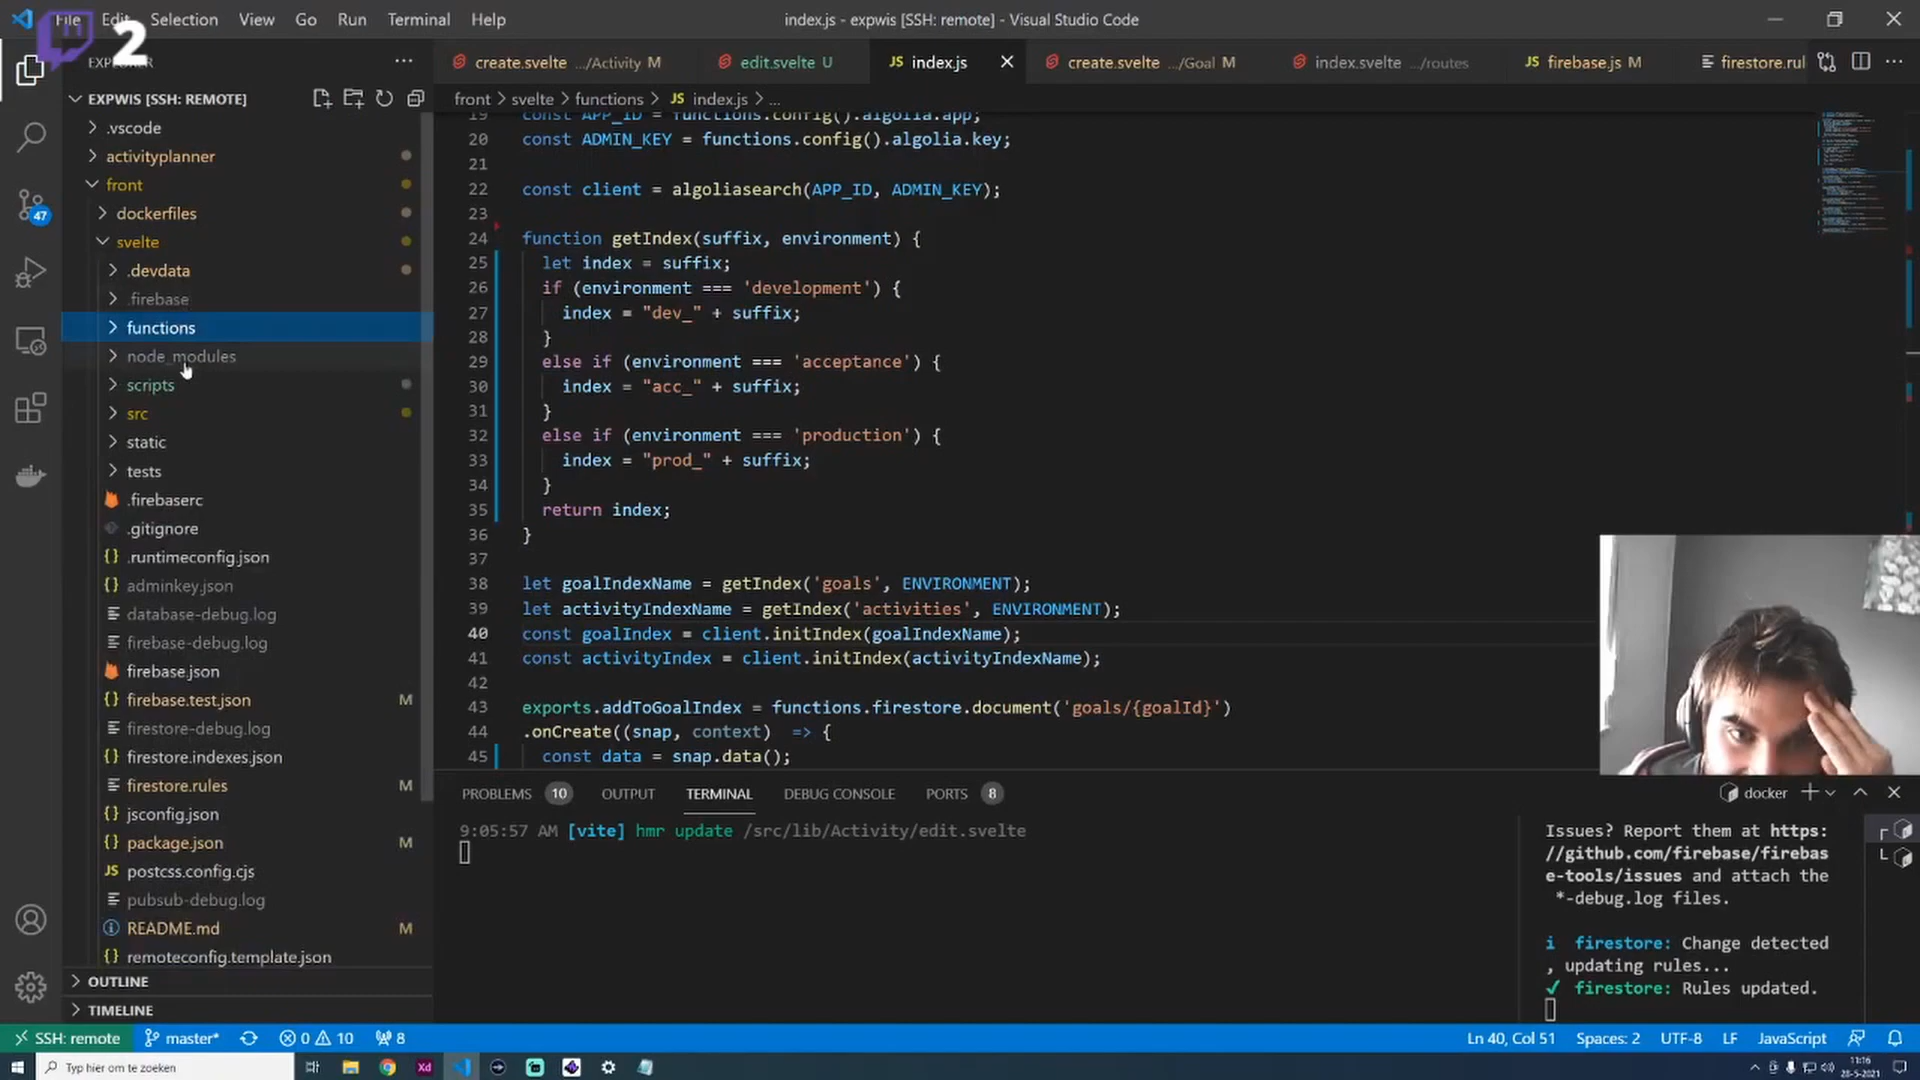 File Edit Selection View Go Run Terminal Help
index.js - expwis [SSH: remote] - Visual Studio Code
2
create.svelte .../Activity M
edit.svelte U
JS index.js
create.svelte .../Goal M
index.svelte .../routes
JS firebase.js M
firestore.rul
EXPWIS [SSH: REMOTE]
front > svelte > functions > JS index.js > ...
.vscode
activityplanner
front
dockerfiles
svelte
.devdata
.firebase
functions
node_modules
scripts
src
static
tests
.firebaserc
.gitignore
{} .runtimeconfig.json
{} adminkey.json
database-debug.log
firebase-debug.log
firebase.json
{} firebase.test.json M
firestore-debug.log
{} firestore.indexes.json
firestore.rules M
{} jsconfig.json
{} package.json M
JS postcss.config.cjs
pubsub-debug.log
README.md M
{} remoteconfig.template.json
OUTLINE
TIMELINE
47
19 const APP_ID = functions.config().algolia.app;
20 const ADMIN_KEY = functions.config().algolia.key;
21
22 const client = algoliasearch(APP_ID, ADMIN_KEY);
23
24 function getIndex(suffix, environment) {
25 let index = suffix;
26 if (environment === 'development') {
27 index = "dev_" + suffix;
28 }
29 else if (environment === 'acceptance') {
30 index = "acc_" + suffix;
31 }
32 else if (environment === 'production') {
33 index = "prod_" + suffix;
34 }
35 return index;
36 }
37
38 let goalIndexName = getIndex('goals', ENVIRONMENT);
39 let activityIndexName = getIndex('activities', ENVIRONMENT);
40 const goalIndex = client.initIndex(goalIndexName);
41 const activityIndex = client.initIndex(activityIndexName);
42
43 exports.addToGoalIndex = functions.firestore.document('goals/{goalId}')
44 .onCreate((snap, context) => {
45 const data = snap.data();
PROBLEMS 10 OUTPUT TERMINAL DEBUG CONSOLE PORTS 8
docker
9:05:57 AM [vite] hmr update /src/lib/Activity/edit.svelte
Issues? Report them at https:
//github.com/firebase/firebas
e-tools/issues and attach the
*-debug.log files.
i firestore: Change detected
, updating rules...
✓ firestore: Rules updated.
SSH: remote master* 0 10 8
Ln 40, Col 51 Spaces: 2 UTF-8 LF JavaScript
Typ hier om te zoeken
Xd
11:16
28-5-2021